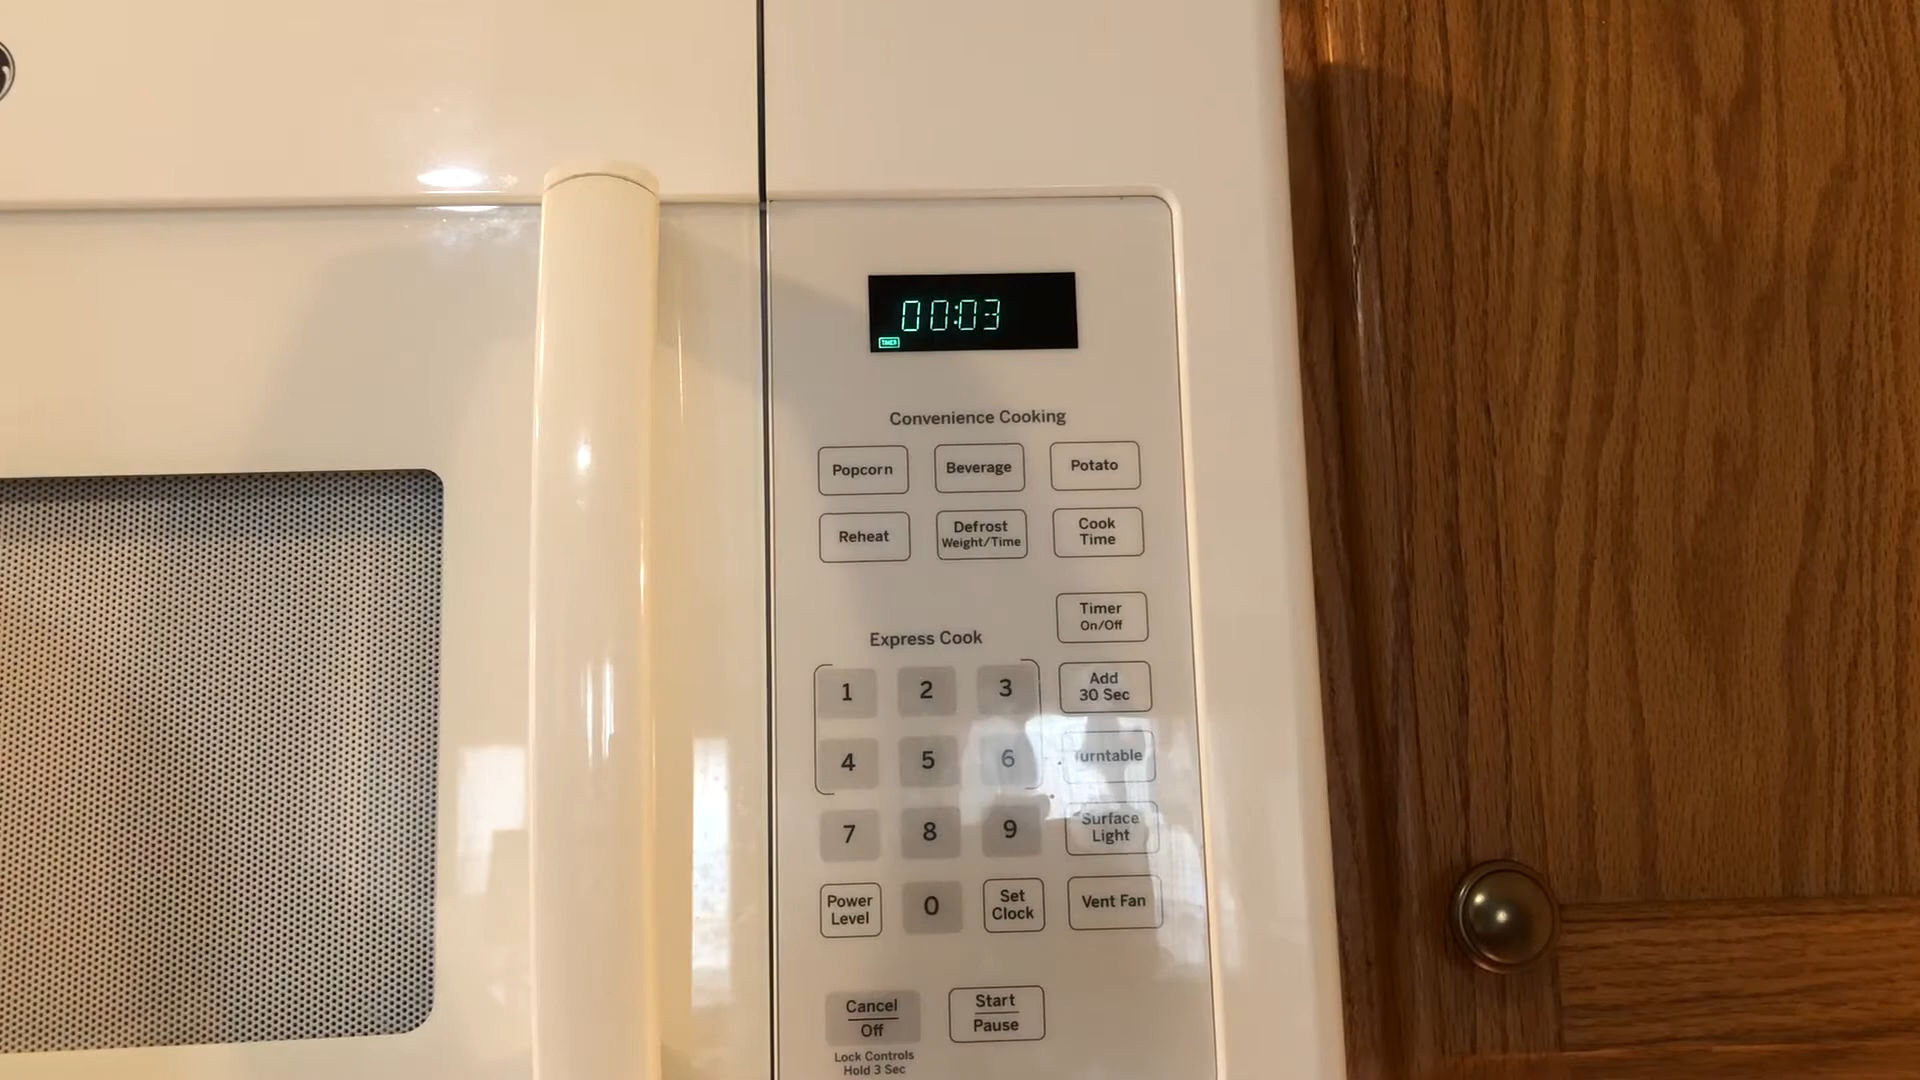 00:03
TIMER
Convenience Cooking
Popcorn
Beverage
Potato
Reheat
Defrost
Weight/Time
Cook
Time
Timer
On/Off
Express Cook
1 2 3
Add
30 Sec
4 5 6
Turntable
7 8 9
Surface
Light
Power
Level
0
Set
Clock
Vent Fan
Cancel
Off
Start
Pause
Lock Controls
Hold 3 Sec